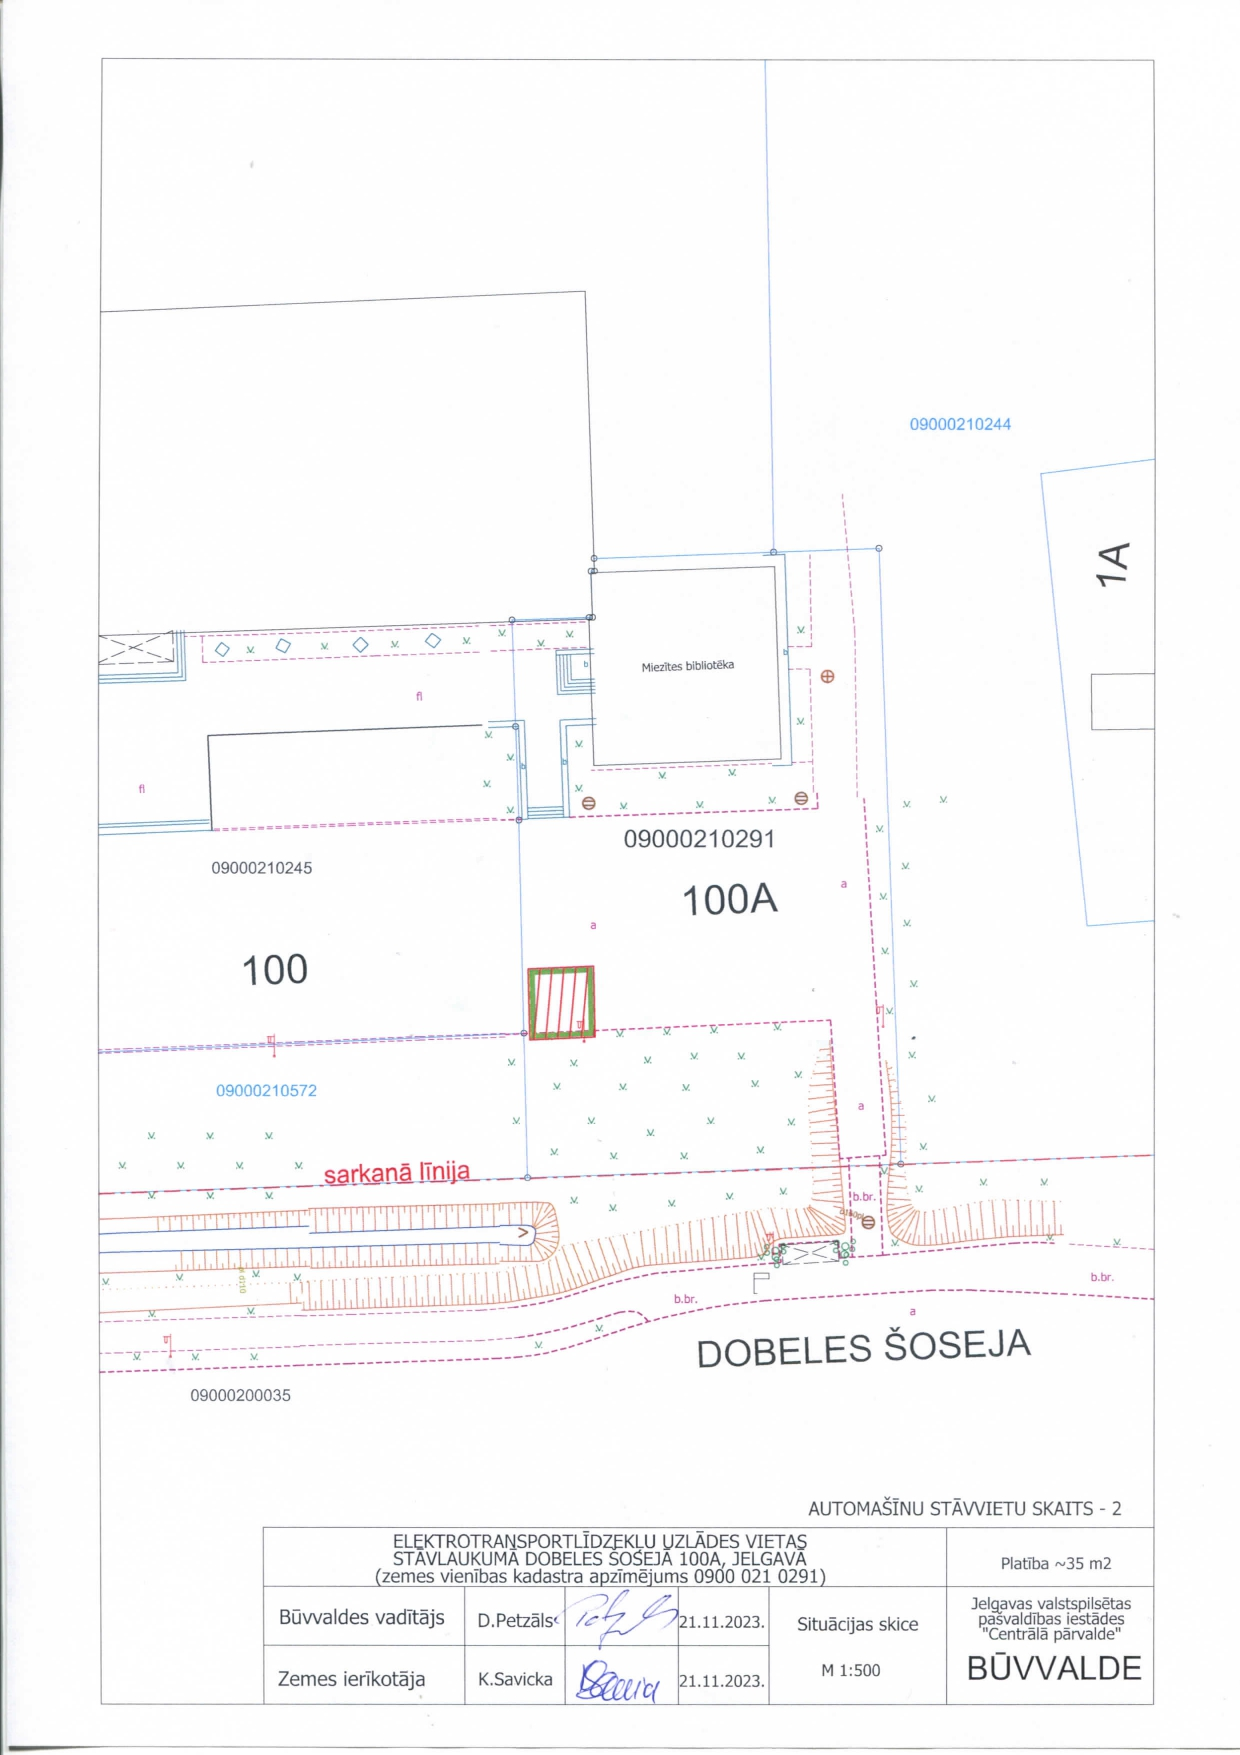 09000210244
1A
Miezītes bibliotēka
b
b
fl
b
b
fl
09000210291
09000210245
100A
a
a
100
09000210572
a
sarkanā līnija
b.br.
b.br.
b.br.
a
DOBELES ŠOSEJA
09000200035
AUTOMAŠĪNU STĀVVIETU SKAITS - 2
ELEKTROTRANSPORTLĪDZEKĻU UZLĀDES VIETAS
STĀVLAUKUMĀ DOBELES ŠOSEJĀ 100A, JELGAVĀ
(zemes vienības kadastra apzīmējums 0900 021 0291)
Platība ~35 m2
Būvvaldes vadītājs
D.Petzāls
21.11.2023.
Situācijas skice
M 1:500
Jelgavas valstspilsētas
pašvaldības iestādes
"Centrālā pārvalde"
BŪVVALDE
Zemes ierīkotāja
K.Savicka
21.11.2023.